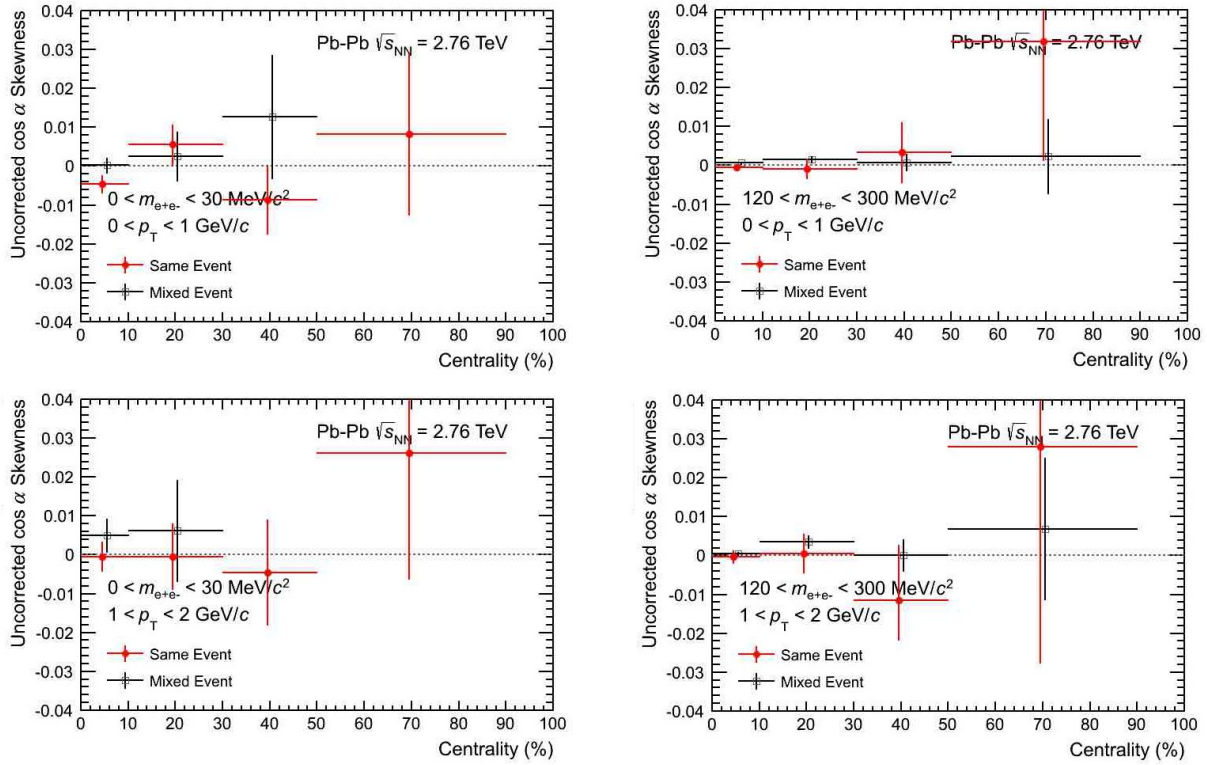 Uncorrected cos α Skewness
0.04
0.03
0.02
0.01
0
-0.01
-0.02
-0.03
-0.04
Pb-Pb √sNN = 2.76 TeV
0 < me+e- < 30 MeV/c2
0 < pT < 1 GeV/c
Same Event
Mixed Event
0 10 20 30 40 50 60 70 80 90 100
Centrality (%)
Uncorrected cos α Skewness
0.04
0.03
0.02
0.01
0
-0.01
-0.02
-0.03
-0.04
Pb-Pb √sNN = 2.76 TeV
120 < me+e- < 300 MeV/c2
0 < pT < 1 GeV/c
Same Event
Mixed Event
0 10 20 30 40 50 60 70 80 90 100
Centrality (%)
Uncorrected cos α Skewness
0.04
0.03
0.02
0.01
0
-0.01
-0.02
-0.03
-0.04
Pb-Pb √sNN = 2.76 TeV
0 < me+e- < 30 MeV/c2
1 < pT < 2 GeV/c
Same Event
Mixed Event
0 10 20 30 40 50 60 70 80 90 100
Centrality (%)
Uncorrected cos α Skewness
0.04
0.03
0.02
0.01
0
-0.01
-0.02
-0.03
-0.04
Pb-Pb √sNN = 2.76 TeV
120 < me+e- < 300 MeV/c2
1 < pT < 2 GeV/c
Same Event
Mixed Event
0 10 20 30 40 50 60 70 80 90 100
Centrality (%)